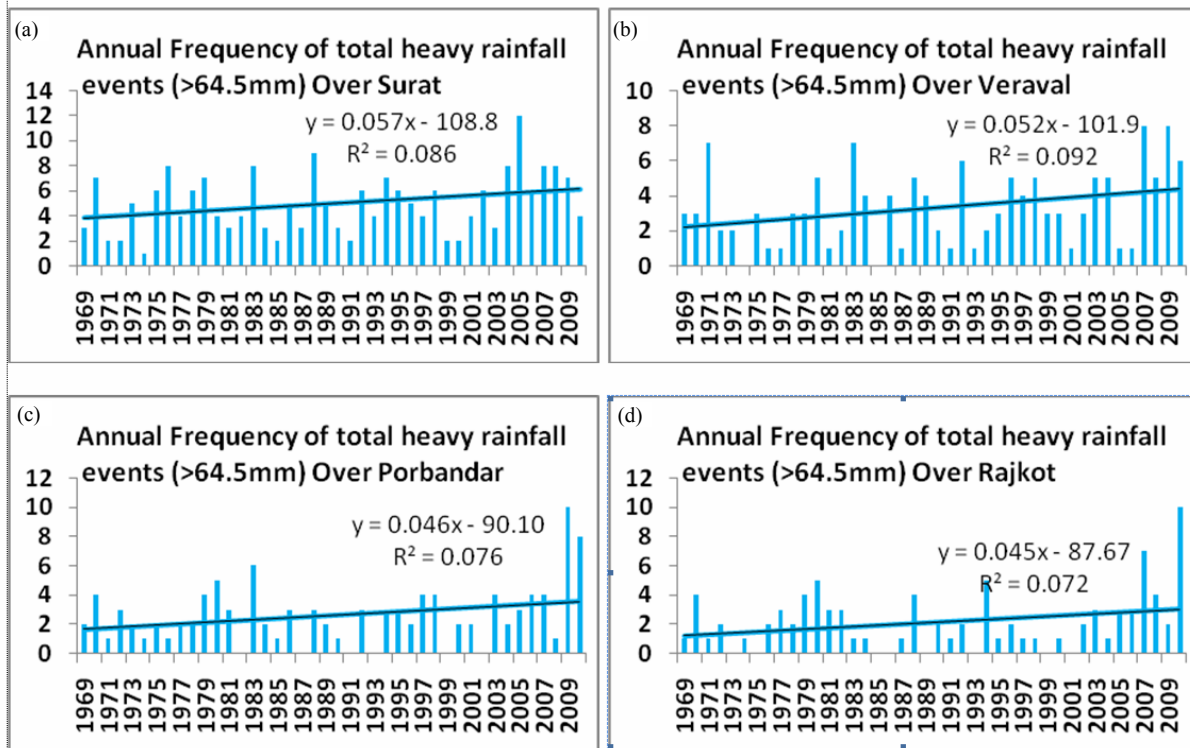 (a)
Annual Frequency of total heavy rainfall
events (>64.5mm) Over Surat
y = 0.057x - 108.8
R² = 0.086
14
12
10
8
6
4
2
0
1969 1971 1973 1975 1977 1979 1981 1983 1985 1987 1989 1991 1993 1995 1997 1999 2001 2003 2005 2007 2009
(b)
Annual Frequency of total heavy rainfall
events (>64.5mm) Over Veraval
y = 0.052x - 101.9
R² = 0.092
10
8
6
4
2
0
1969 1971 1973 1975 1977 1979 1981 1983 1985 1987 1989 1991 1993 1995 1997 1999 2001 2003 2005 2007 2009
(c)
Annual Frequency of total heavy rainfall
events (>64.5mm) Over Porbandar
y = 0.046x - 90.10
R² = 0.076
12
10
8
6
4
2
0
1969 1971 1973 1975 1977 1979 1981 1983 1985 1987 1989 1991 1993 1995 1997 1999 2001 2003 2005 2007 2009
(d)
Annual Frequency of total heavy rainfall
events (>64.5mm) Over Rajkot
y = 0.045x - 87.67
R² = 0.072
12
10
8
6
4
2
0
1969 1971 1973 1975 1977 1979 1981 1983 1985 1987 1989 1991 1993 1995 1997 1999 2001 2003 2005 2007 2009